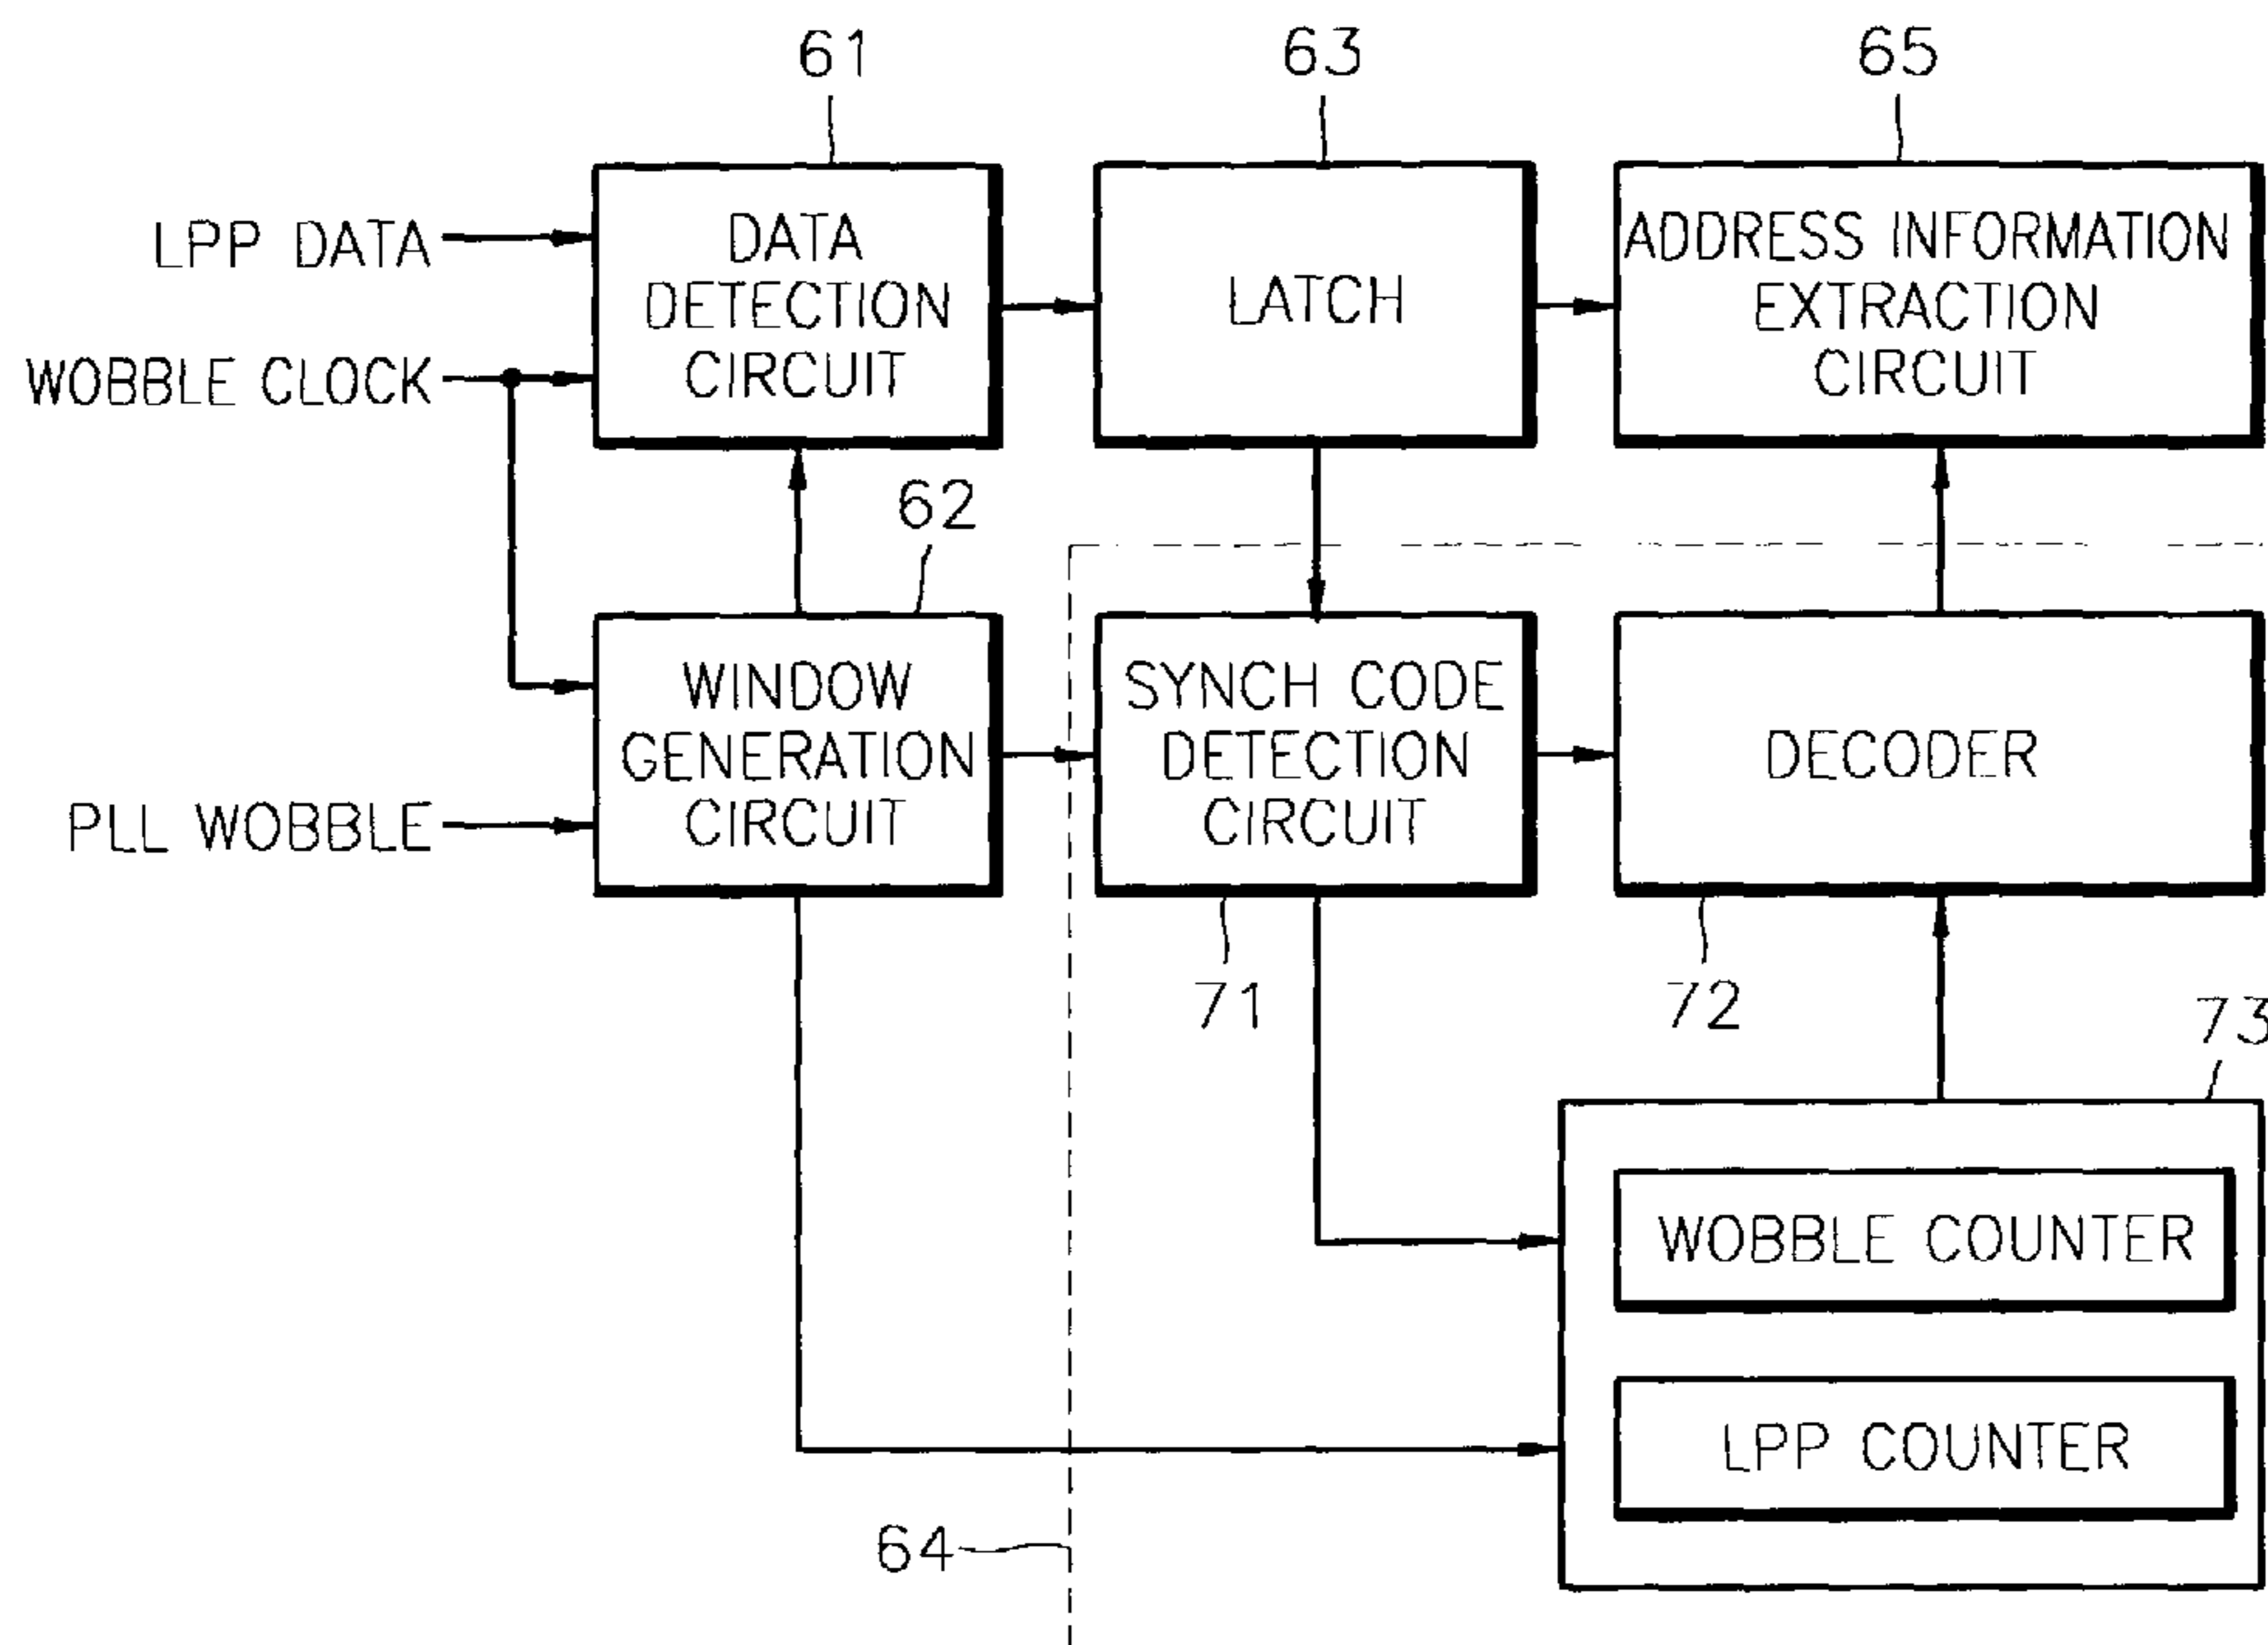 61
63
65
LPP DATA
WOBBLE CLOCK
DATA
DETECTION
CIRCUIT
LATCH
ADDRESS INFORMATION
EXTRACTION
CIRCUIT
62
PLL WOBBLE
WINDOW
GENERATION
CIRCUIT
SYNCH CODE
DETECTION
CIRCUIT
DECODER
71
72
73
WOBBLE COUNTER
LPP COUNTER
64